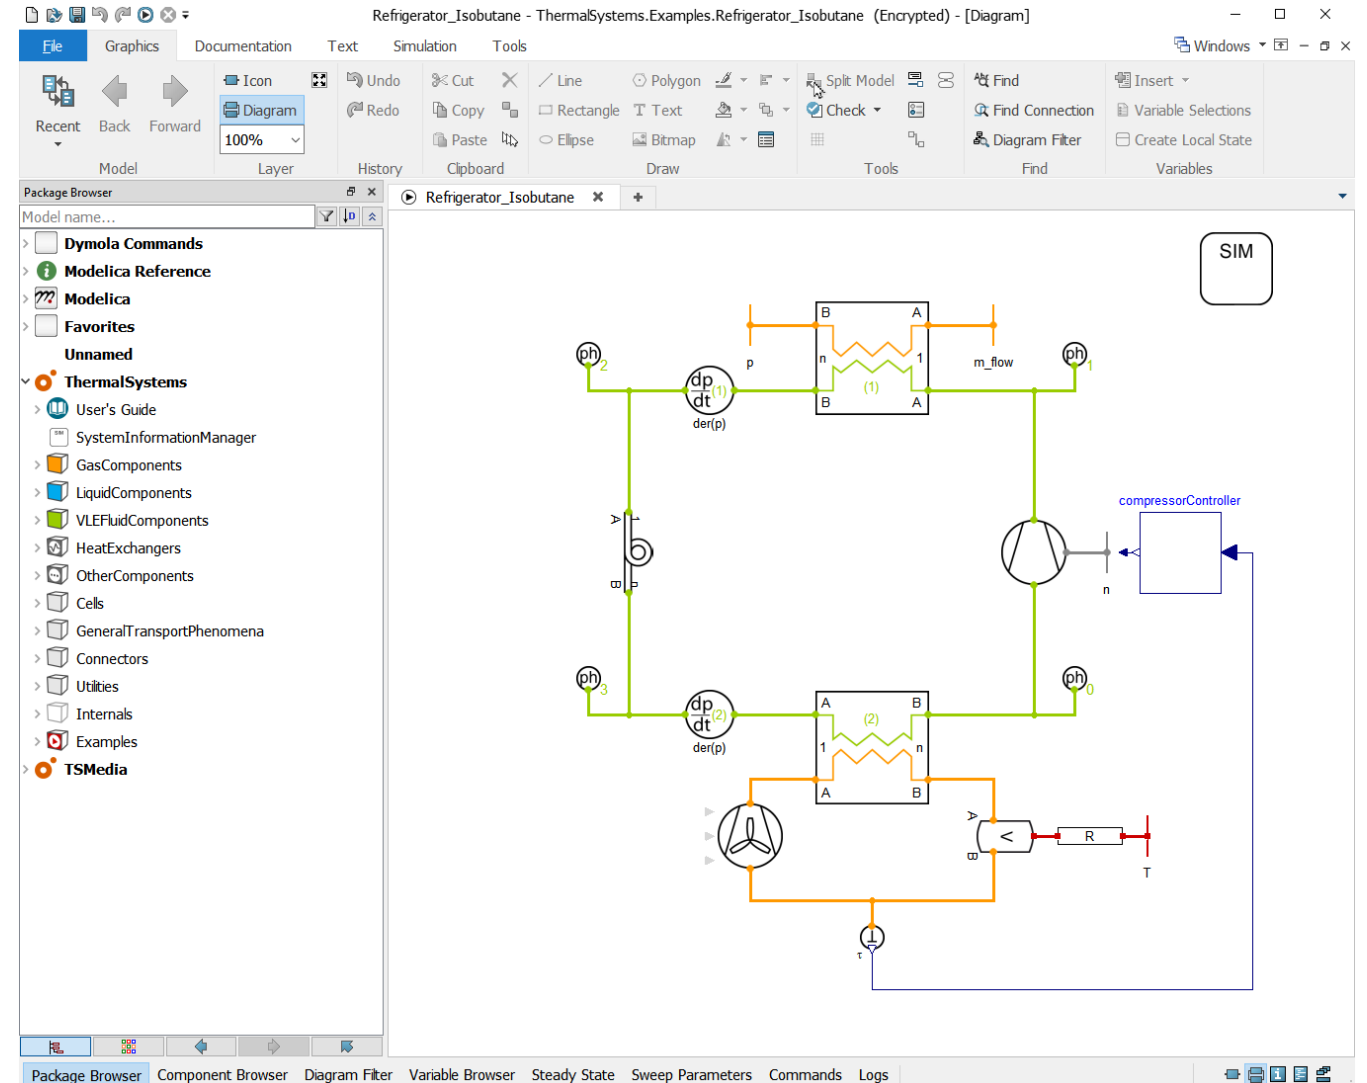 Refrigerator_Isobutane - ThermalSystems.Examples.Refrigerator_Isobutane (Encrypted) - [Diagram]
File Graphics Documentation Text Simulation Tools Windows
Icon Undo Cut Line Polygon Split Model Find Insert
Diagram Redo Copy Rectangle T Text Check Find Connection Variable Selections
Recent Back Forward 100% Paste Ellipse Bitmap Diagram Filter Create Local State
Model Layer History Clipboard Draw Tools Find Variables
Package Browser
Model name...
Dymola Commands
Modelica Reference
Modelica
Favorites
Unnamed
ThermalSystems
User's Guide
SIM SystemInformationManager
GasComponents
LiquidComponents
VLEFluidComponents
HeatExchangers
OtherComponents
Cells
GeneralTransportPhenomena
Connectors
Utilities
Internals
Examples
TSMedia
Refrigerator_Isobutane
SIM
B A
p n 1 m_flow
ph 2
ph 1
dp/dt (1)
(1)
B A
der(p)
compressorController
A 1
B n
n
ph 3
ph 0
dp/dt (2)
der(p)
A B
(2)
1 n
A B
A
B
R
T
τ
Package Browser Component Browser Diagram Filter Variable Browser Steady State Sweep Parameters Commands Logs